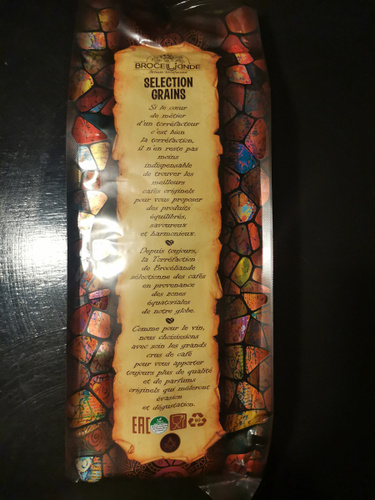 BROCELIANDE
SELECTION
GRAINS
Si le cœur
de métier
d'un torréfacteur
c'est bien
la torréfaction,
il n'en reste pas
moins
indispensable
de trouver les
meilleurs
cafés originels
pour vous proposer
des produits
équilibrés,
savoureux
et harmonieux.
Depuis toujours,
la Torréfaction
de Brocéliande
sélectionne des cafés
en provenance
des zones
équatoriales
de notre globe.
Comme pour le vin,
nous choisissons
avec soin les grands
crus de café
pour vous apporter
toujours plus de qualité
et de parfums
originels qui mêleront
évasion
et dégustation.
EAC